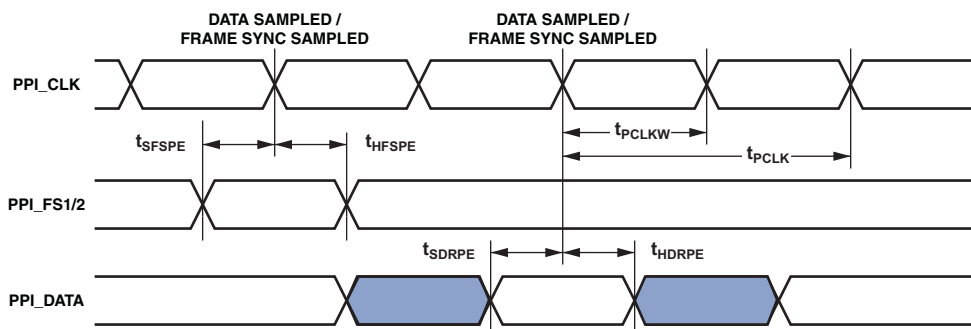 DATA SAMPLED /
FRAME SYNC SAMPLED
DATA SAMPLED /
FRAME SYNC SAMPLED
PPI_CLK
tPCLKW
tSFSPE
tHFSPE
tPCLK
PPI_FS1/2
tSDRPE
tHDRPE
PPI_DATA